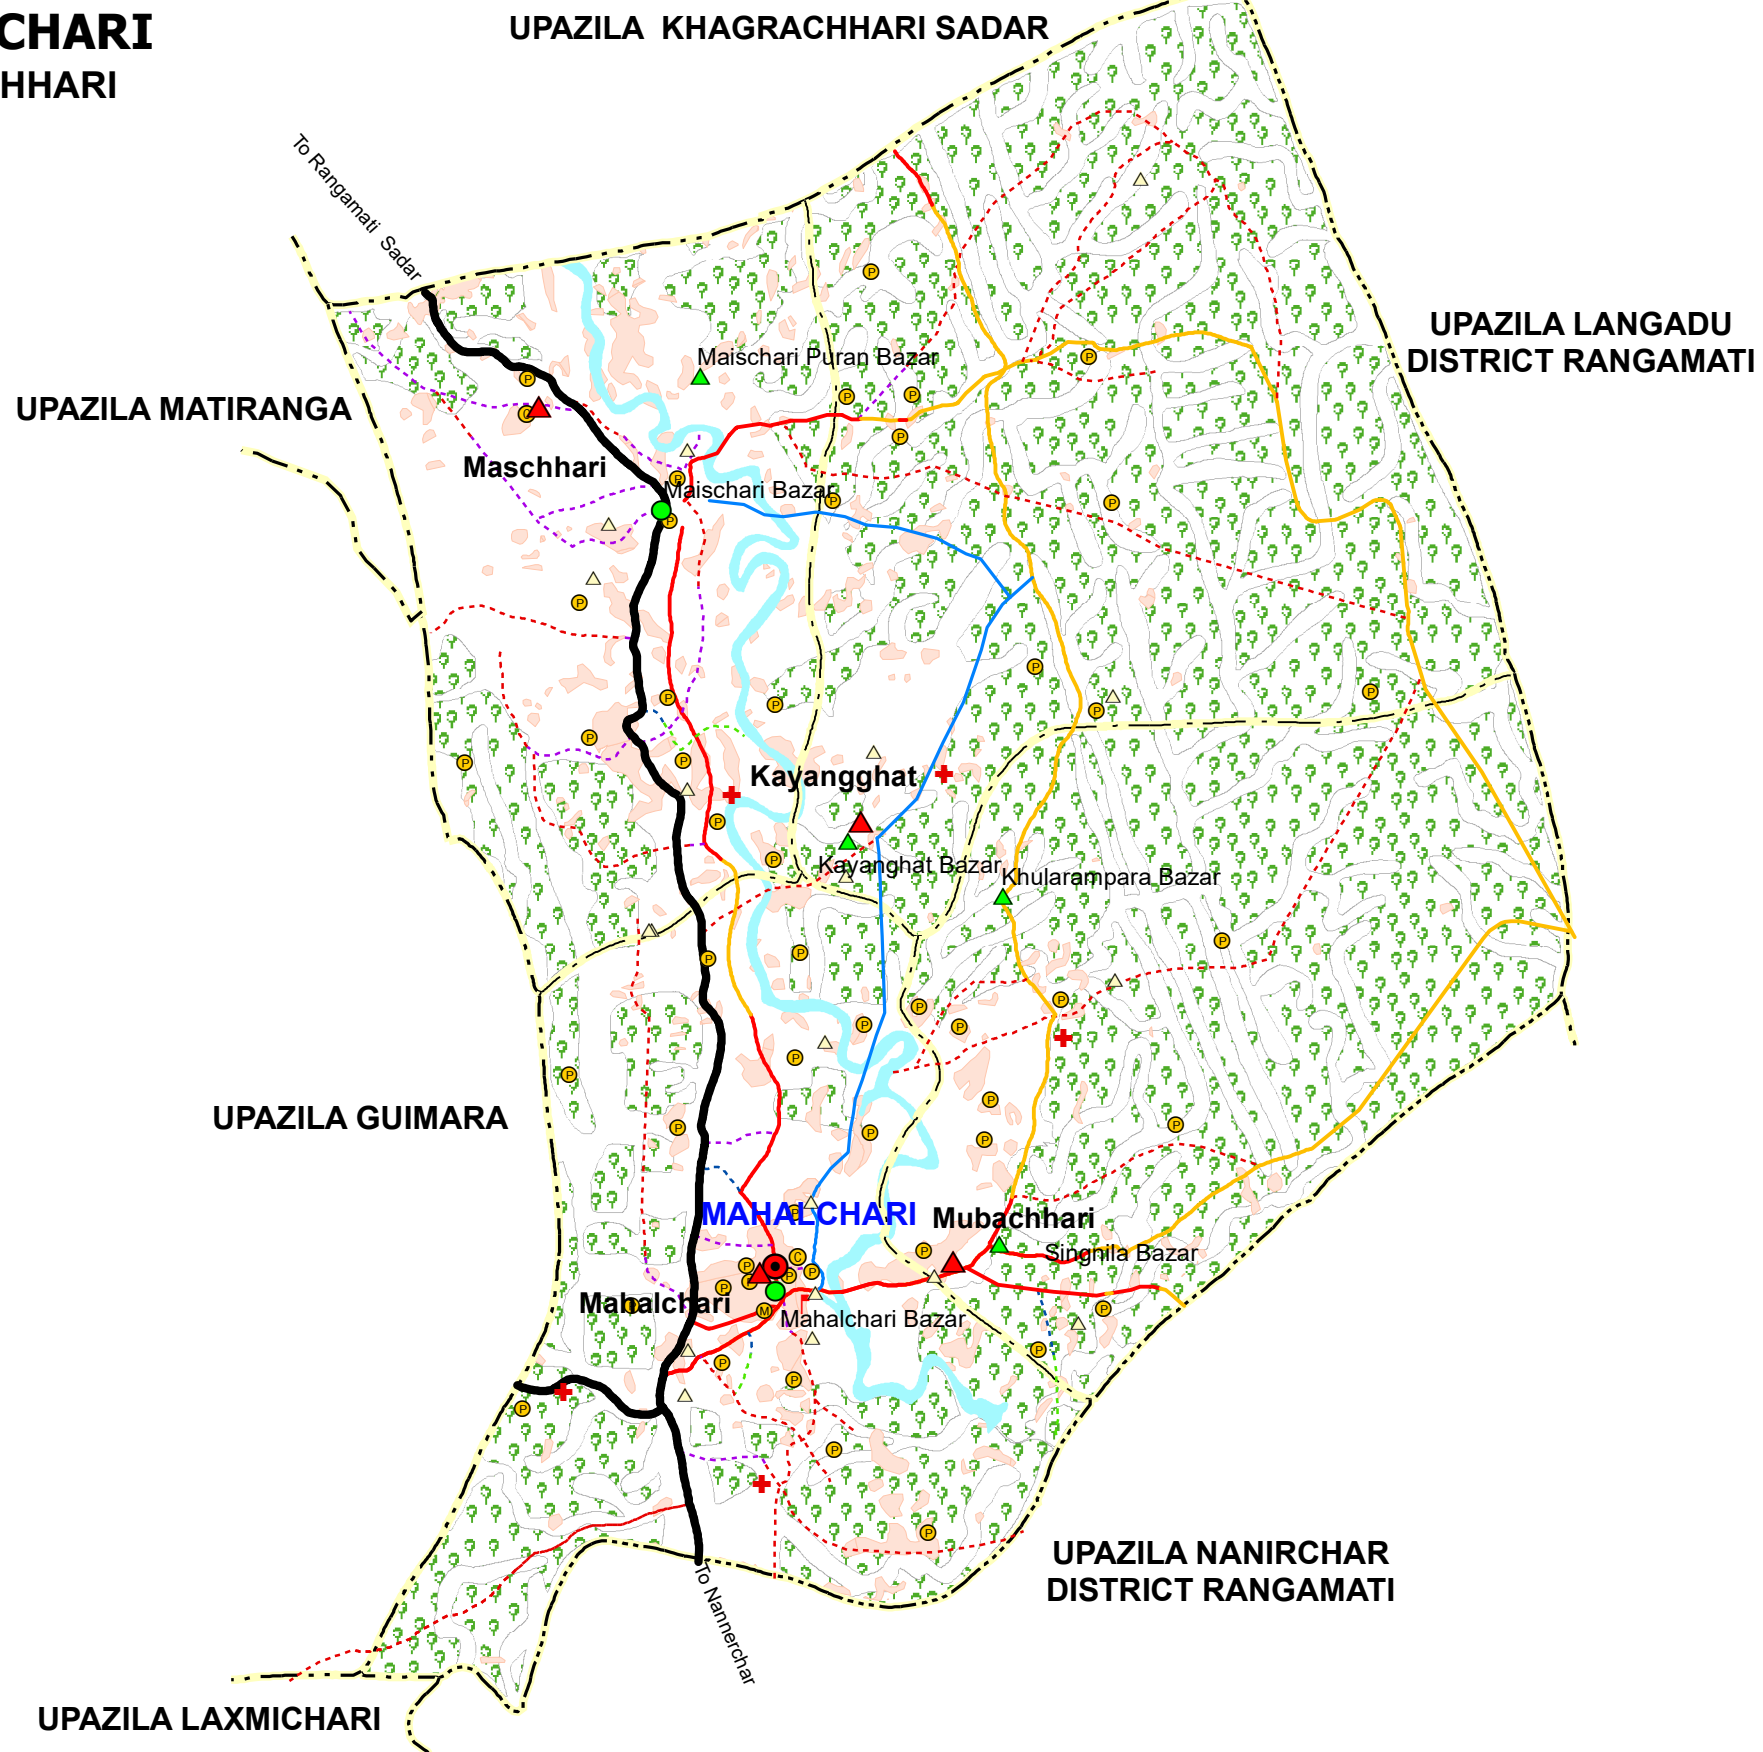 CHARI
HHARI
UPAZILA KHAGRACHHARI SADAR
To Rangamati Sadar
UPAZILA LANGADU
DISTRICT RANGAMATI
Maischari Puran Bazar
UPAZILA MATIRANGA
Maschhari
Maischari Bazar
Kayangghat
Kayanghat Bazar
Khularampara Bazar
UPAZILA GUIMARA
MAHALCHARI
Mubachhari
Singnila Bazar
Mahalchari
Mahalchari Bazar
UPAZILA NANIRCHAR
DISTRICT RANGAMATI
To Nannerchar
UPAZILA LAXMICHARI